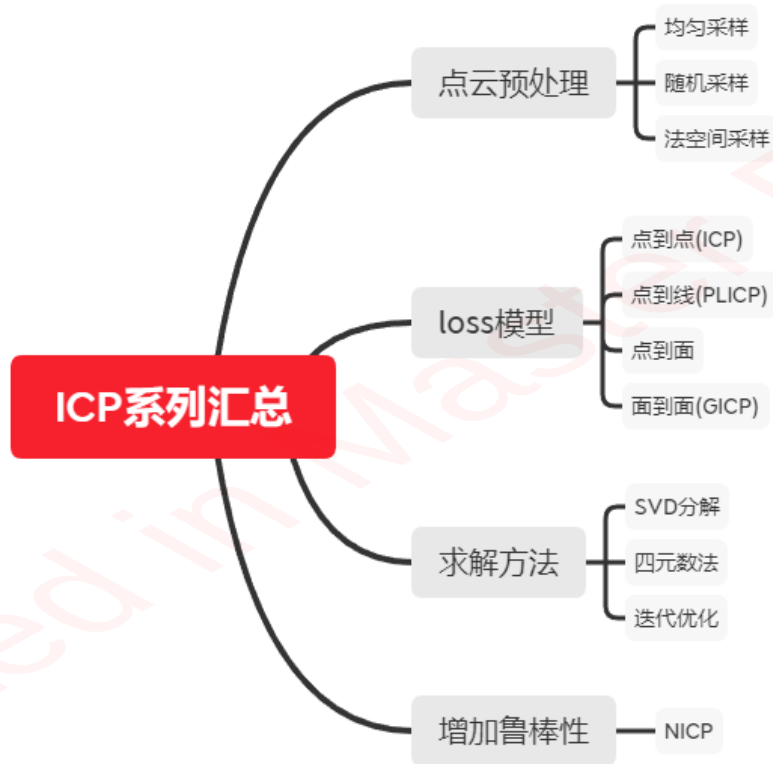 ICP系列汇总
点云预处理
均匀采样
随机采样
法空间采样
loss模型
点到点(ICP)
点到线(PLICP)
点到面
面到面(GICP)
求解方法
SVD分解
四元数法
迭代优化
增加鲁棒性
NICP
ed in Master